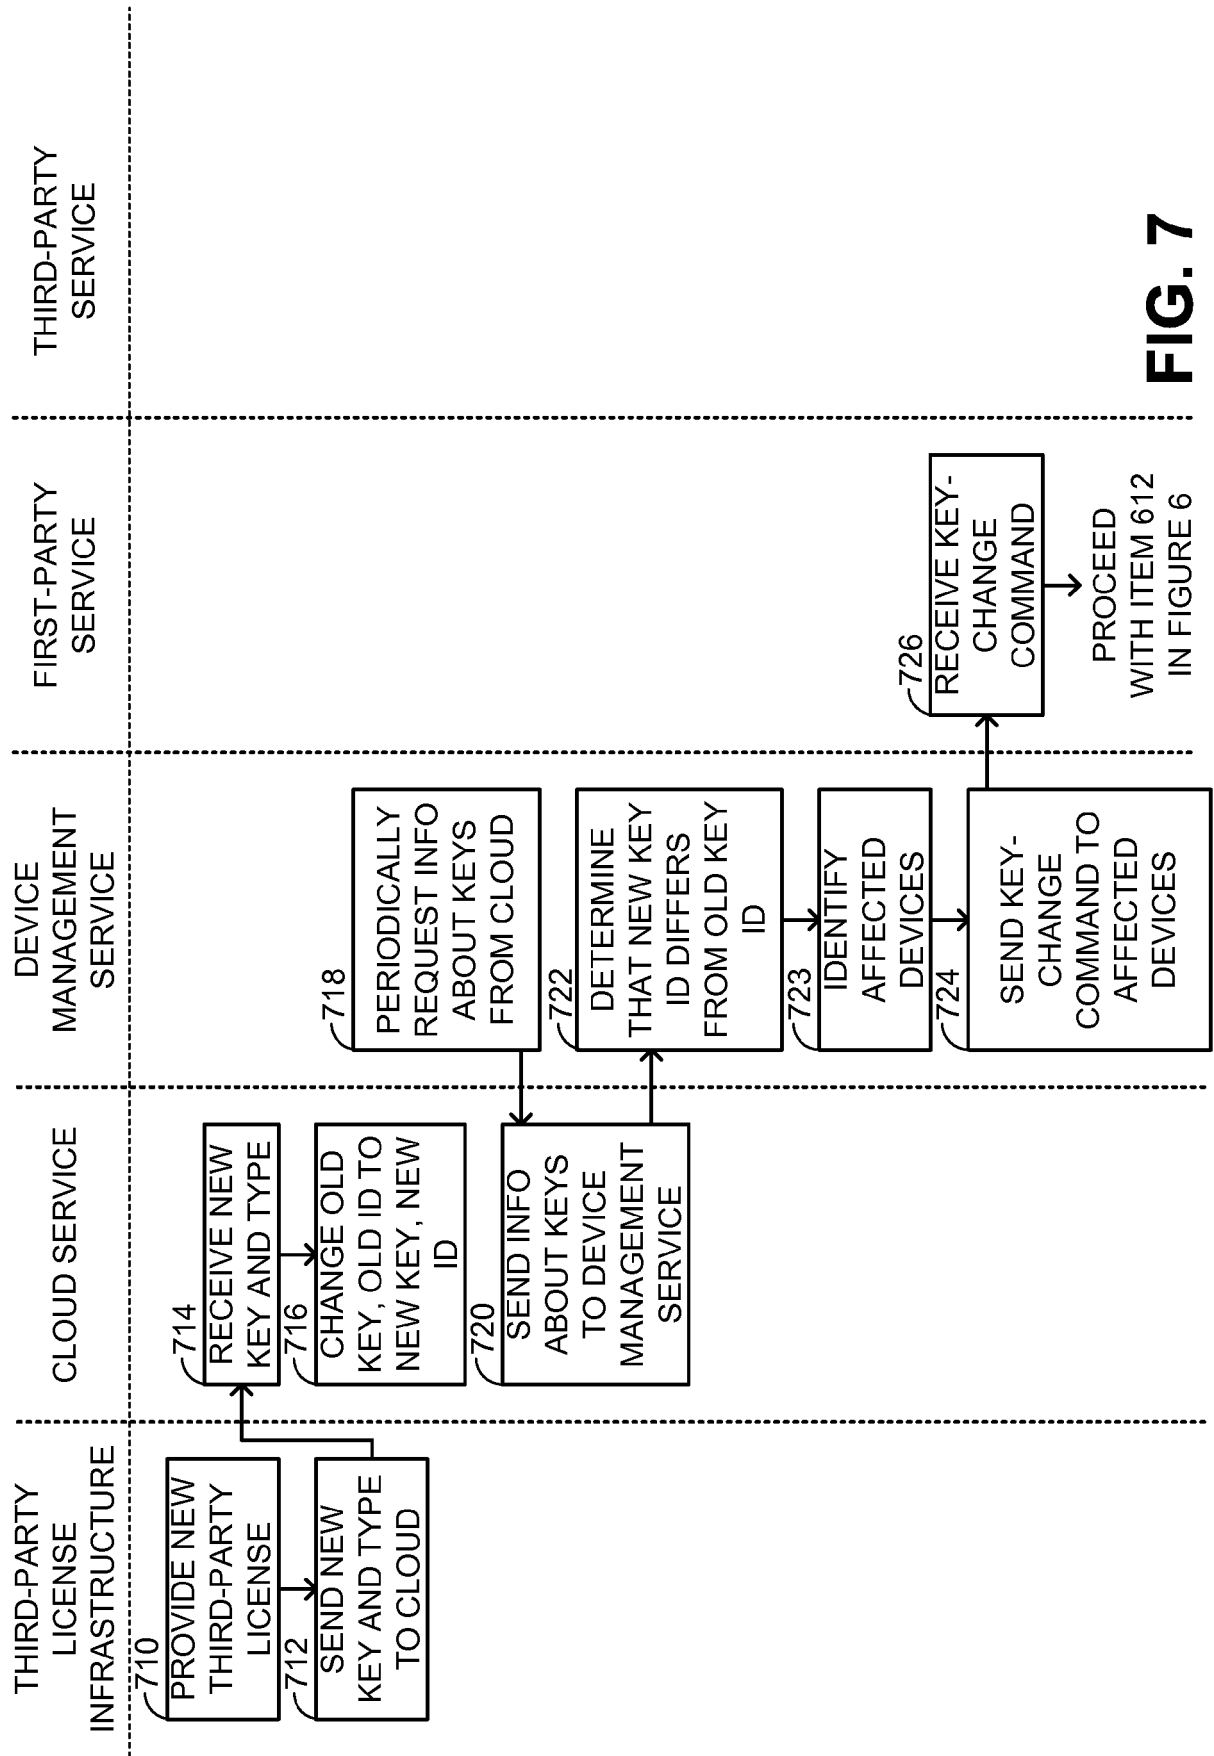 THIRD-PARTY
LICENSE
INFRASTRUCTURE
CLOUD SERVICE
DEVICE
MANAGEMENT
SERVICE
FIRST-PARTY
SERVICE
THIRD-PARTY
SERVICE
710
PROVIDE NEW
THIRD-PARTY
LICENSE
712
SEND NEW
KEY AND TYPE
TO CLOUD
714
RECEIVE NEW
KEY AND TYPE
716
CHANGE OLD
KEY, OLD ID TO
NEW KEY, NEW
ID
718
PERIODICALLY
REQUEST INFO
ABOUT KEYS
FROM CLOUD
720
SEND INFO
ABOUT KEYS
TO DEVICE
MANAGEMENT
SERVICE
722
DETERMINE
THAT NEW KEY
ID DIFFERS
FROM OLD KEY
ID
723
IDENTIFY
AFFECTED
DEVICES
724
SEND KEY-
CHANGE
COMMAND TO
AFFECTED
DEVICES
726
RECEIVE KEY-
CHANGE
COMMAND
PROCEED
WITH ITEM 612
IN FIGURE 6
FIG. 7